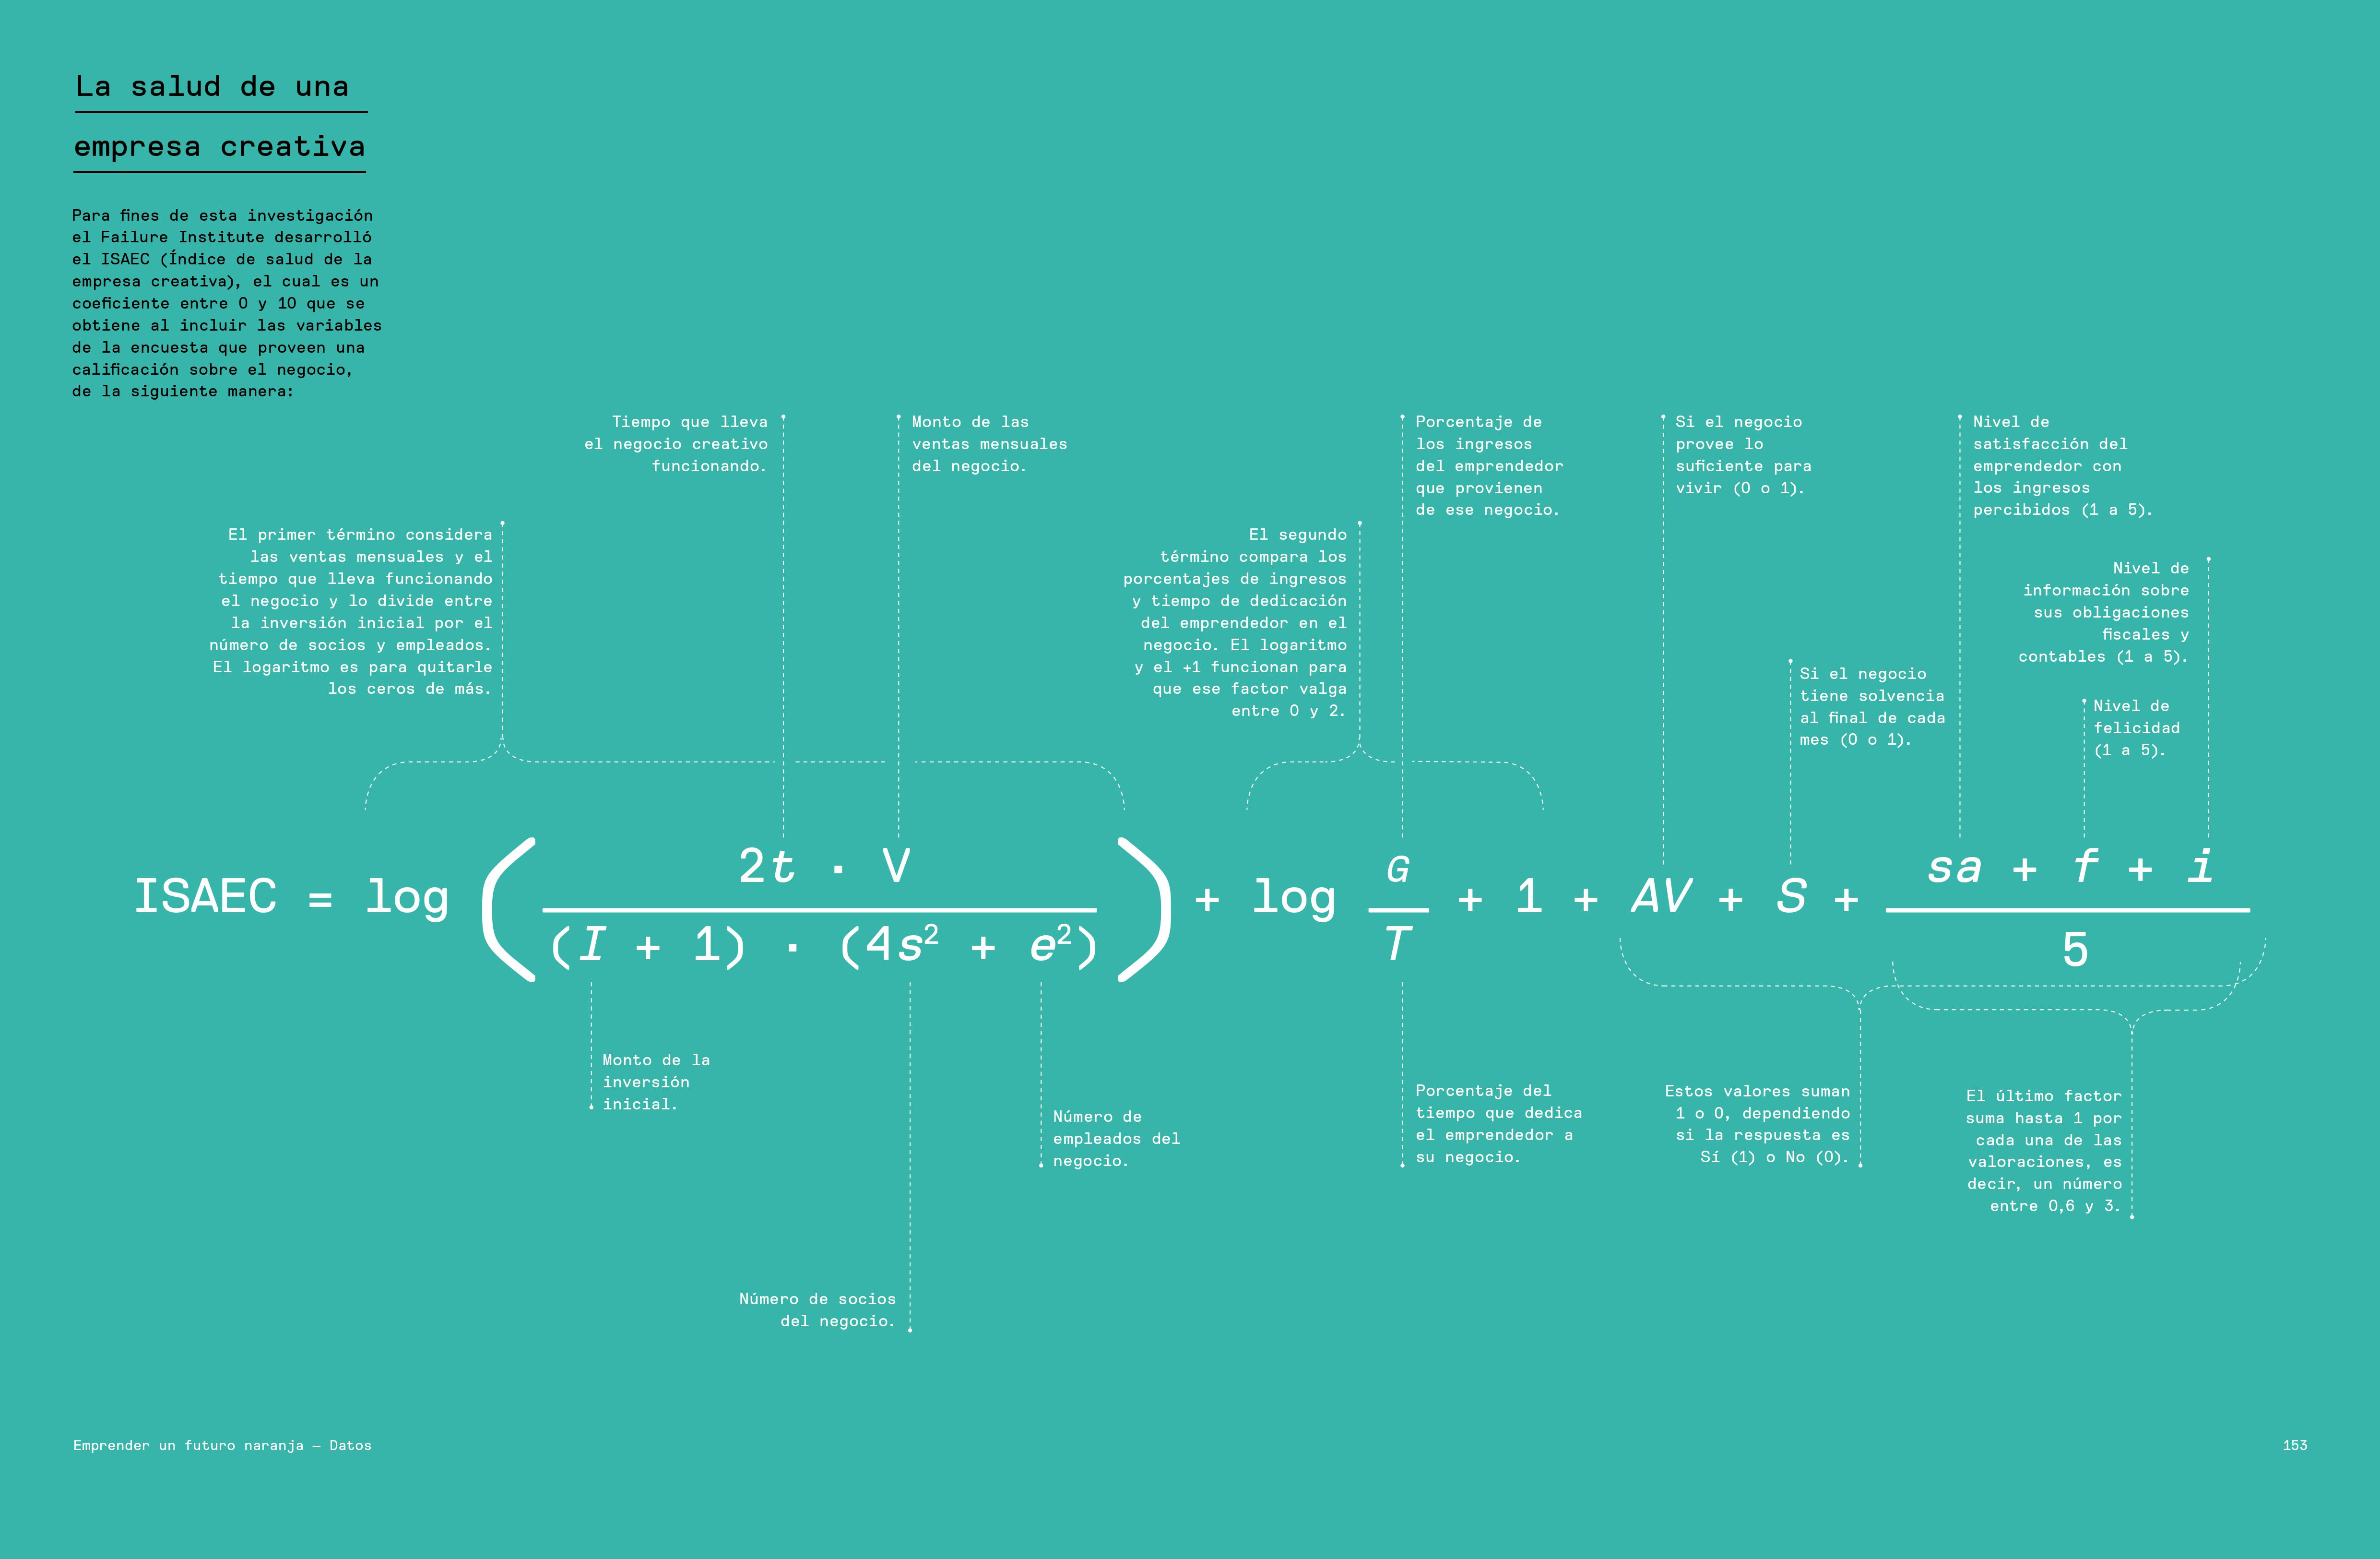 La salud de una
empresa creativa
Para fines de esta investigación
el Failure Institute desarrolló
el ISAEC (Índice de salud de la
empresa creativa), el cual es un
coeficiente entre 0 y 10 que se
obtiene al incluir las variables
de la encuesta que proveen una
calificación sobre el negocio,
de la siguiente manera:
Tiempo que lleva
el negocio creativo
funcionando.
Monto de las
ventas mensuales
del negocio.
Porcentaje de
los ingresos
del emprendedor
que provienen
de ese negocio.
Si el negocio
provee lo
suficiente para
vivir (0 o 1).
Nivel de
satisfacción del
emprendedor con
los ingresos
percibidos (1 a 5).
El primer término considera
las ventas mensuales y el
tiempo que lleva funcionando
el negocio y lo divide entre
la inversión inicial por el
número de socios y empleados.
El logaritmo es para quitarle
los ceros de más.
El segundo
término compara los
porcentajes de ingresos
y tiempo de dedicación
del emprendedor en el
negocio. El logaritmo
y el +1 funcionan para
que ese factor valga
entre 0 y 2.
Nivel de
información sobre
sus obligaciones
fiscales y
contables (1 a 5).
Si el negocio
tiene solvencia
al final de cada
mes (0 o 1).
Nivel de
felicidad
(1 a 5).
ISAEC = log ( 2t · V / (I + 1) · (4s² + e²) ) + log G / T + 1 + AV + S + sa + f + i / 5
Monto de la
inversión
inicial.
Número de
empleados del
negocio.
Número de socios
del negocio.
Porcentaje del
tiempo que dedica
el emprendedor a
su negocio.
Estos valores suman
1 o 0, dependiendo
si la respuesta es
Sí (1) o No (0).
El último factor
suma hasta 1 por
cada una de las
valoraciones, es
decir, un número
entre 0,6 y 3.
Emprender un futuro naranja — Datos
153